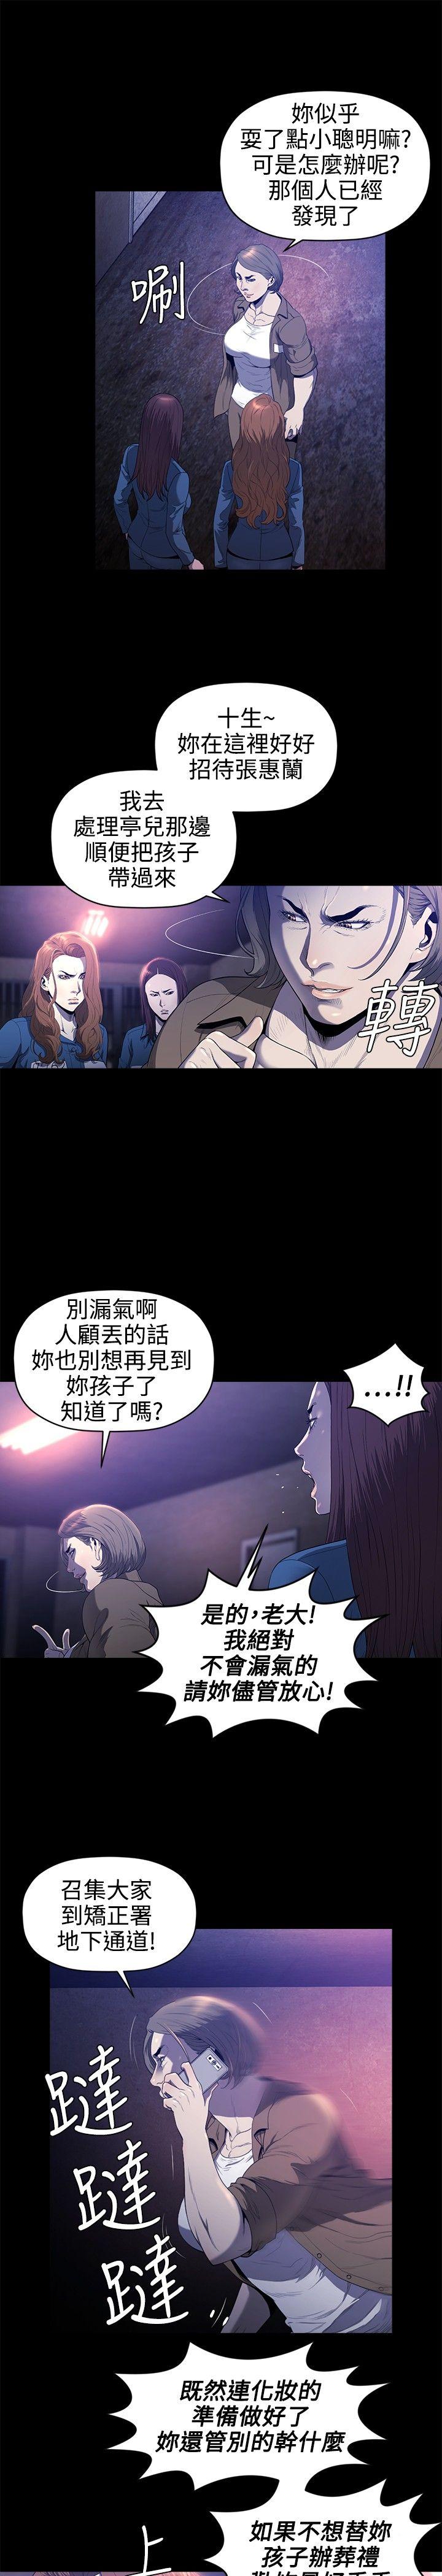 妳似乎
耍了點小聰明嘛?
可是怎麼辦呢?
那個人已經
發現了
唰
十生~
妳在這裡好好
招待張惠蘭
我去
處理亭兒那邊
順便把孩子
帶過來
轉
別漏氣啊
人顧丟的話
妳也別想再見到
妳孩子了
知道了嗎?
...!!
是的,老大!
我絕對
不會漏氣的
請妳儘管放心!
召集大家
到矯正署
地下通道!
躂
躂
躂..
既然連化妝的
準備做好了
妳還管別的幹什麼
如果不想替妳
孩子辦葬禮